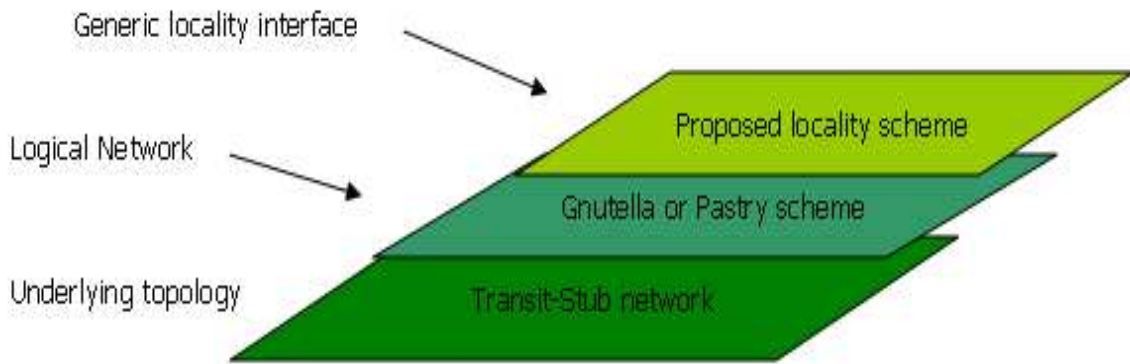 Generic locality interface
Proposed locality scheme
Logical Network
Gnutella or Pastry scheme
Underlying topology
Transit-Stub network